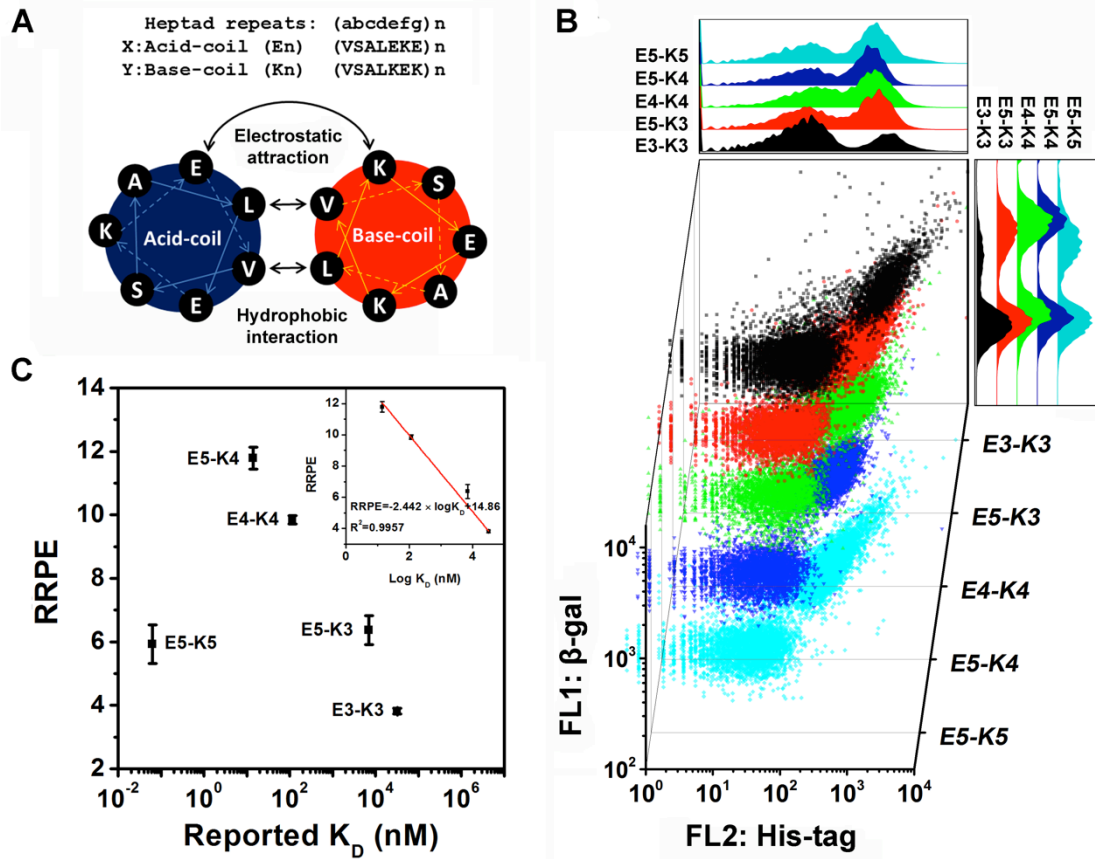 A
Heptad repeats: (abcdefg)n
X:Acid-coil (En) (VSALEKE)n
Y:Base-coil (Kn) (VSALKEK)n
Electrostatic
attraction
E
A
L
K
Acid-coil
V
S
E
K
S
V
Base-coil
E
L
A
K
Hydrophobic
interaction
B
E5-K5
E5-K4
E4-K4
E5-K3
E3-K3
E3-K3
E5-K3
E4-K4
E5-K4
E5-K5
E3-K3
E5-K3
E4-K4
E5-K4
E5-K5
10^4
10^3
10^2
FL1: β-gal
10^0 10^1 10^2 10^3 10^4
FL2: His-tag
C
14
12
10
8
6
4
2
RRPE
E5-K4
E4-K4
E5-K5
E5-K3
E3-K3
10^-2 10^0 10^2 10^4 10^6
Reported K_D (nM)
12
10
8
6
4
RRPE
RRPE=-2.442 × logK_D+14.86
R^2=0.9957
0 2 4
Log K_D (nM)